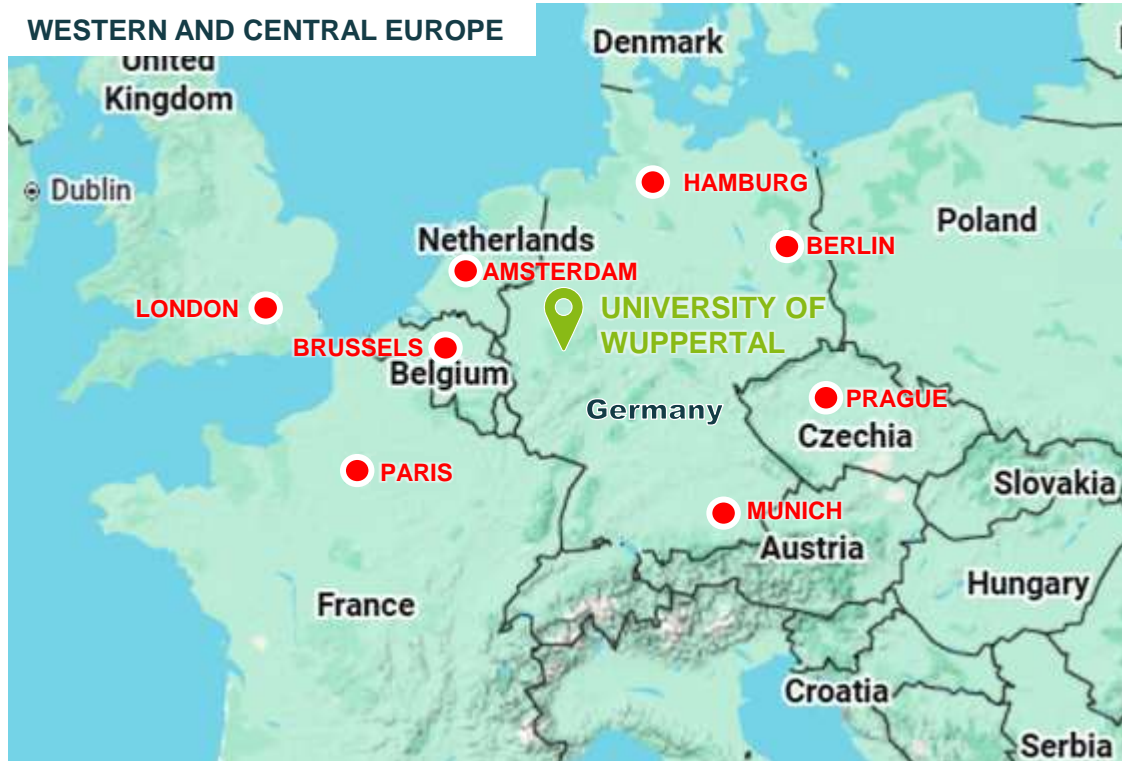 WESTERN AND CENTRAL EUROPE
Denmark
United
Kingdom
Dublin
HAMBURG
Poland
Netherlands
BERLIN
AMSTERDAM
LONDON
UNIVERSITY OF
WUPPERTAL
BRUSSELS
Belgium
Germany
PRAGUE
Czechia
PARIS
Slovakia
MUNICH
Austria
Hungary
France
Croatia
Serbia